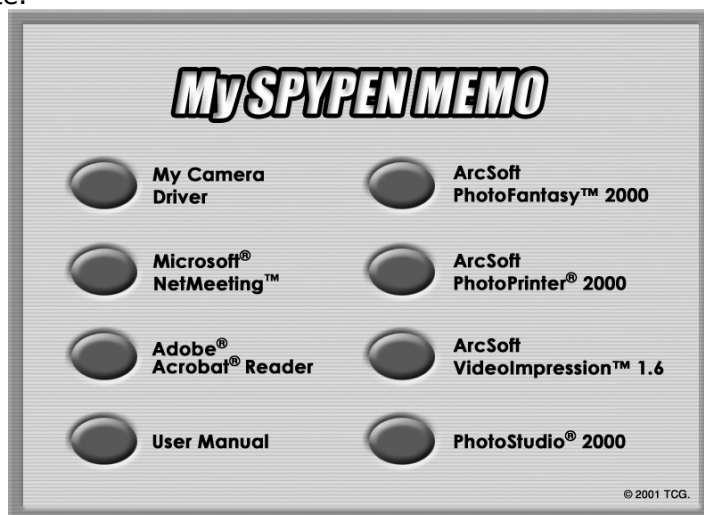 My SPYPEN MEMO
My Camera
Driver
ArcSoft
PhotoFantasy™ 2000
Microsoft®
NetMeeting™
ArcSoft
PhotoPrinter® 2000
Adobe®
Acrobat® Reader
ArcSoft
VideoImpression™ 1.6
User Manual
PhotoStudio® 2000
© 2001 TCG.